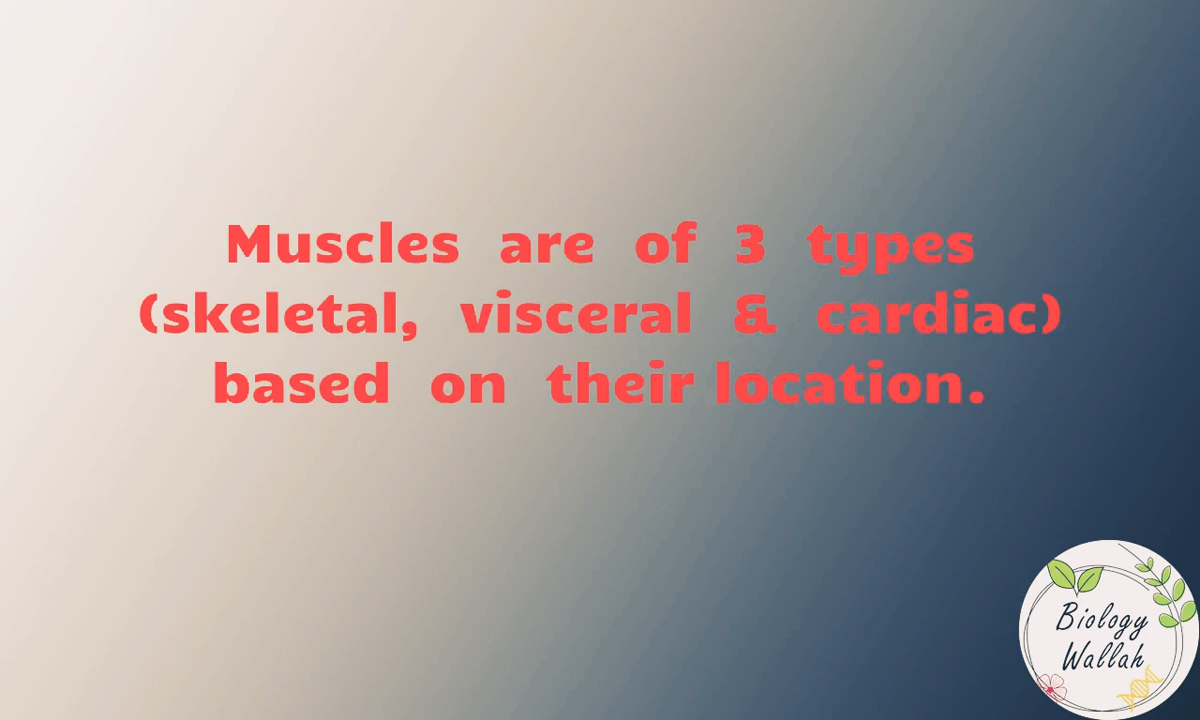 Muscles are of 3 types
(skeletal, visceral & cardiac)
based on their location.
Biology
Wallah